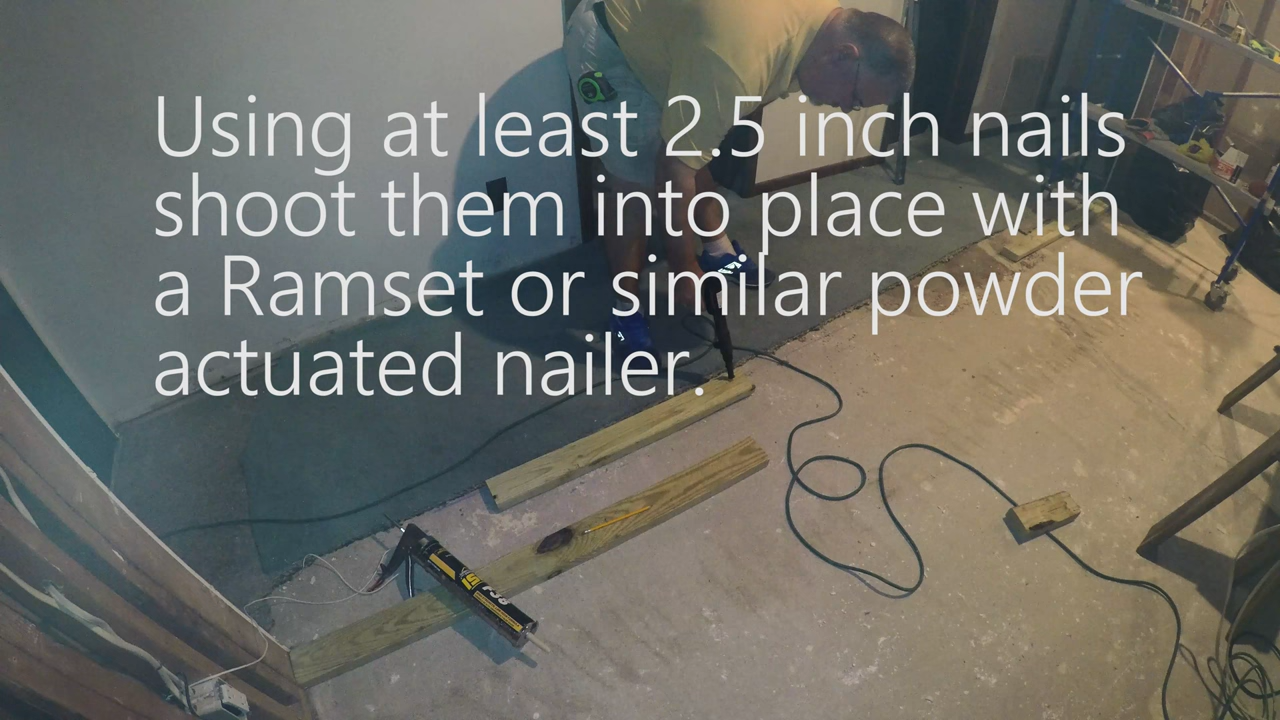 Using at least 2.5 inch nails
shoot them into place with
a Ramset or similar powder
actuated nailer.